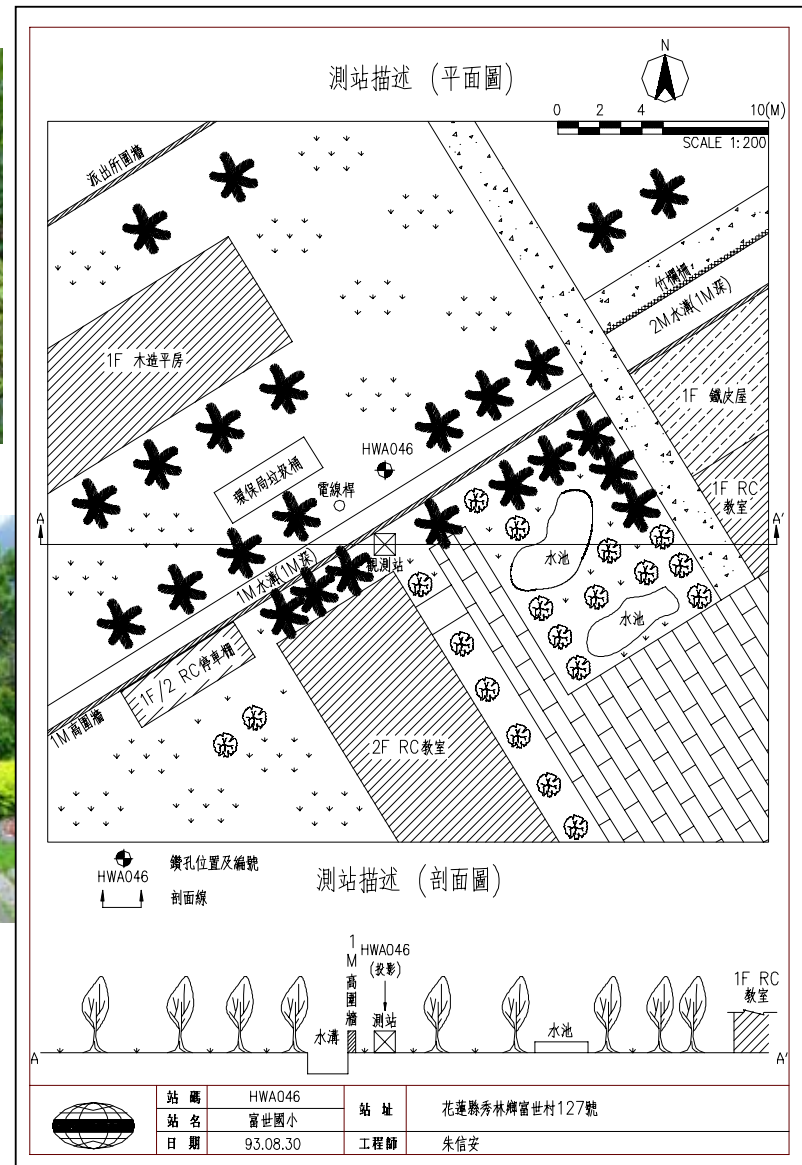 測站描述 (平面圖)
N
0 2 4 10(M)
SCALE 1:200
派出所圍牆
竹欄柵
2M水溝(1M深)
1F 木造平房
1F 鐵皮屋
HWA046
環保局垃圾桶
電線桿
1F RC
教室
A
A'
水池
觀測站
1M水溝(1M深)
水池
1F/2 RC停車棚
1M高圍牆
2F RC教室
HWA046
鑽孔位置及編號
剖面線
測站描述 (剖面圖)
1M高圍牆
HWA046
(投影)
1F RC
教室
水溝
測站
水池
A
A'
站碼 HWA046
站名 富世國小
站址 花蓮縣秀林鄉富世村127號
日期 93.08.30
工程師 朱信安